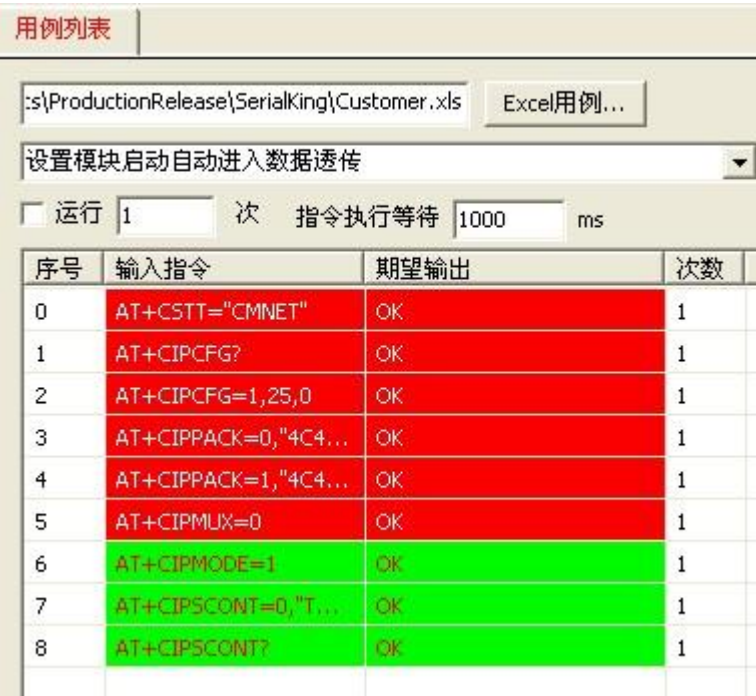 用例列表
:s\ProductionRelease\SerialKing\Customer.xls Excel用例...
设置模块启动自动进入数据透传
运行 1 次 指令执行等待 1000 ms
序号 输入指令 期望输出 次数
0 AT+CSTT="CMNET" OK 1
1 AT+CIPCFG? OK 1
2 AT+CIPCFG=1,25,0 OK 1
3 AT+CIPPACK=0,"4C4... OK 1
4 AT+CIPPACK=1,"4C4... OK 1
5 AT+CIPMUX=0 OK 1
6 AT+CIPMODE=1 OK 1
7 AT+CIPSCONT=0,"T... OK 1
8 AT+CIPSCONT? OK 1